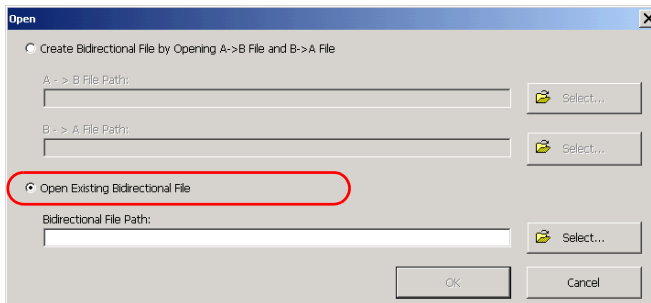 Open
Create Bidirectional File by Opening A->B File and B->A File
A - > B File Path:
Select...
B - > A File Path:
Select...
Open Existing Bidirectional File
Bidirectional File Path:
Select...
OK Cancel